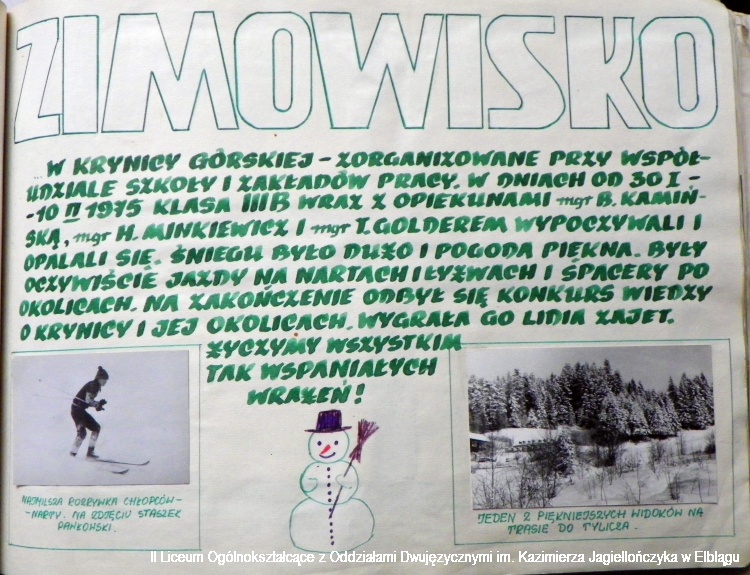 ZIMOWISKO
... W KRYNICY GÓRSKIEJ - ZORGANIZOWANE PRZY WSPÓŁ-
UDZIALE SZKOŁY I ZAKŁADÓW PRACY. W DNIACH OD 30 I -
-10 II 1975 KLASA III B WRAZ Z OPIEKUNAMI mgr B. KAMIŃ-
SKĄ, mgr H. MINKIEWICZ I mgr T. GOLDEREM WYPOCZYWALI I
OPALALI SIĘ. ŚNIEGU BYŁO DUŻO I POGODA PIĘKNA. BYŁY
OCZYWIŚCIE JAZDY NA NARTACH I ŁYŻWACH I SPACERY PO
OKOLICACH. NA ZAKOŃCZENIE ODBYŁ SIĘ KONKURS WIEDZY
O KRYNICY I JEJ OKOLICACH. WYGRAŁA GO LIDIA ZAJET.
ŻYCZYMY WSZYSTKIM
TAK WSPANIAŁYCH
WRAŻEŃ!
NAJMILSZA ROZRYWKA CHŁOPCÓW-
-NARTY. NA ZDJĘCIU STASZEK
PAWŁOWSKI.
JEDEN Z PIĘKNIEJSZYCH WIDOKÓW NA
TRASIE DO TYLICZA.
II Liceum Ogólnokształcące z Oddziałami Dwujęzycznymi im. Kazimierza Jagiellończyka w Elblągu